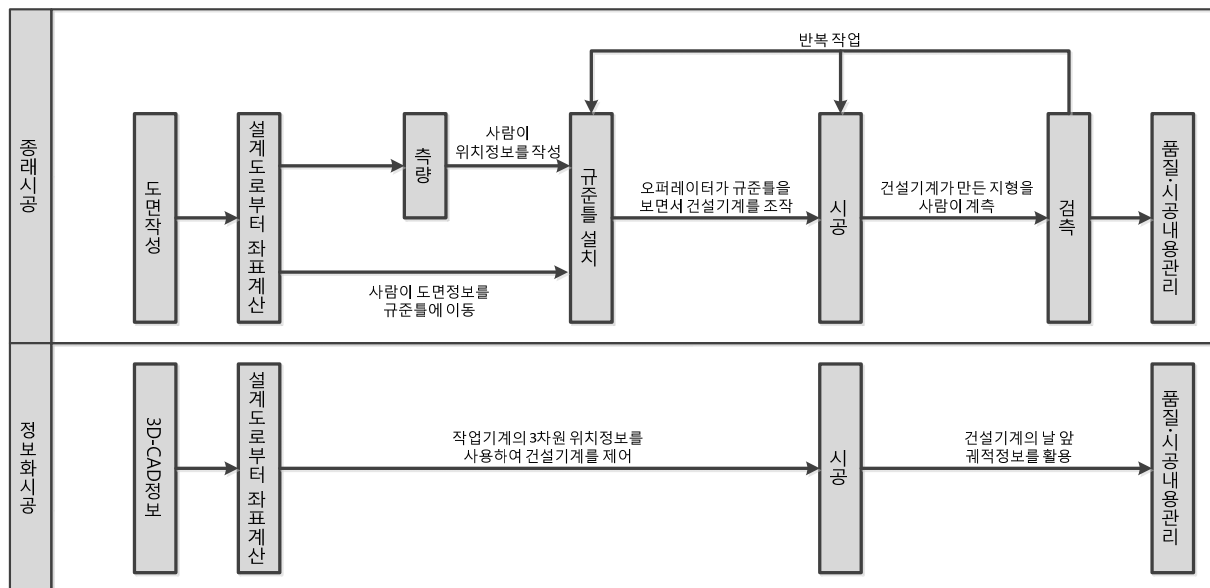 종래시공
반복 작업
도면작성
설계도로부터 좌표계산
측량
사람이
위치정보를 작성
사람이 도면정보를
규준틀에 이동
규준틀 설치
오퍼레이터가 규준틀을
보면서 건설기계를 조작
시공
건설기계가 만든 지형을
사람이 계측
검측
품질·시공내용관리
정보화시공
3D-CAD정보
설계도로부터 좌표계산
작업기계의 3차원 위치정보를
사용하여 건설기계를 제어
시공
건설기계의 날 앞
궤적정보를 활용
품질·시공내용관리